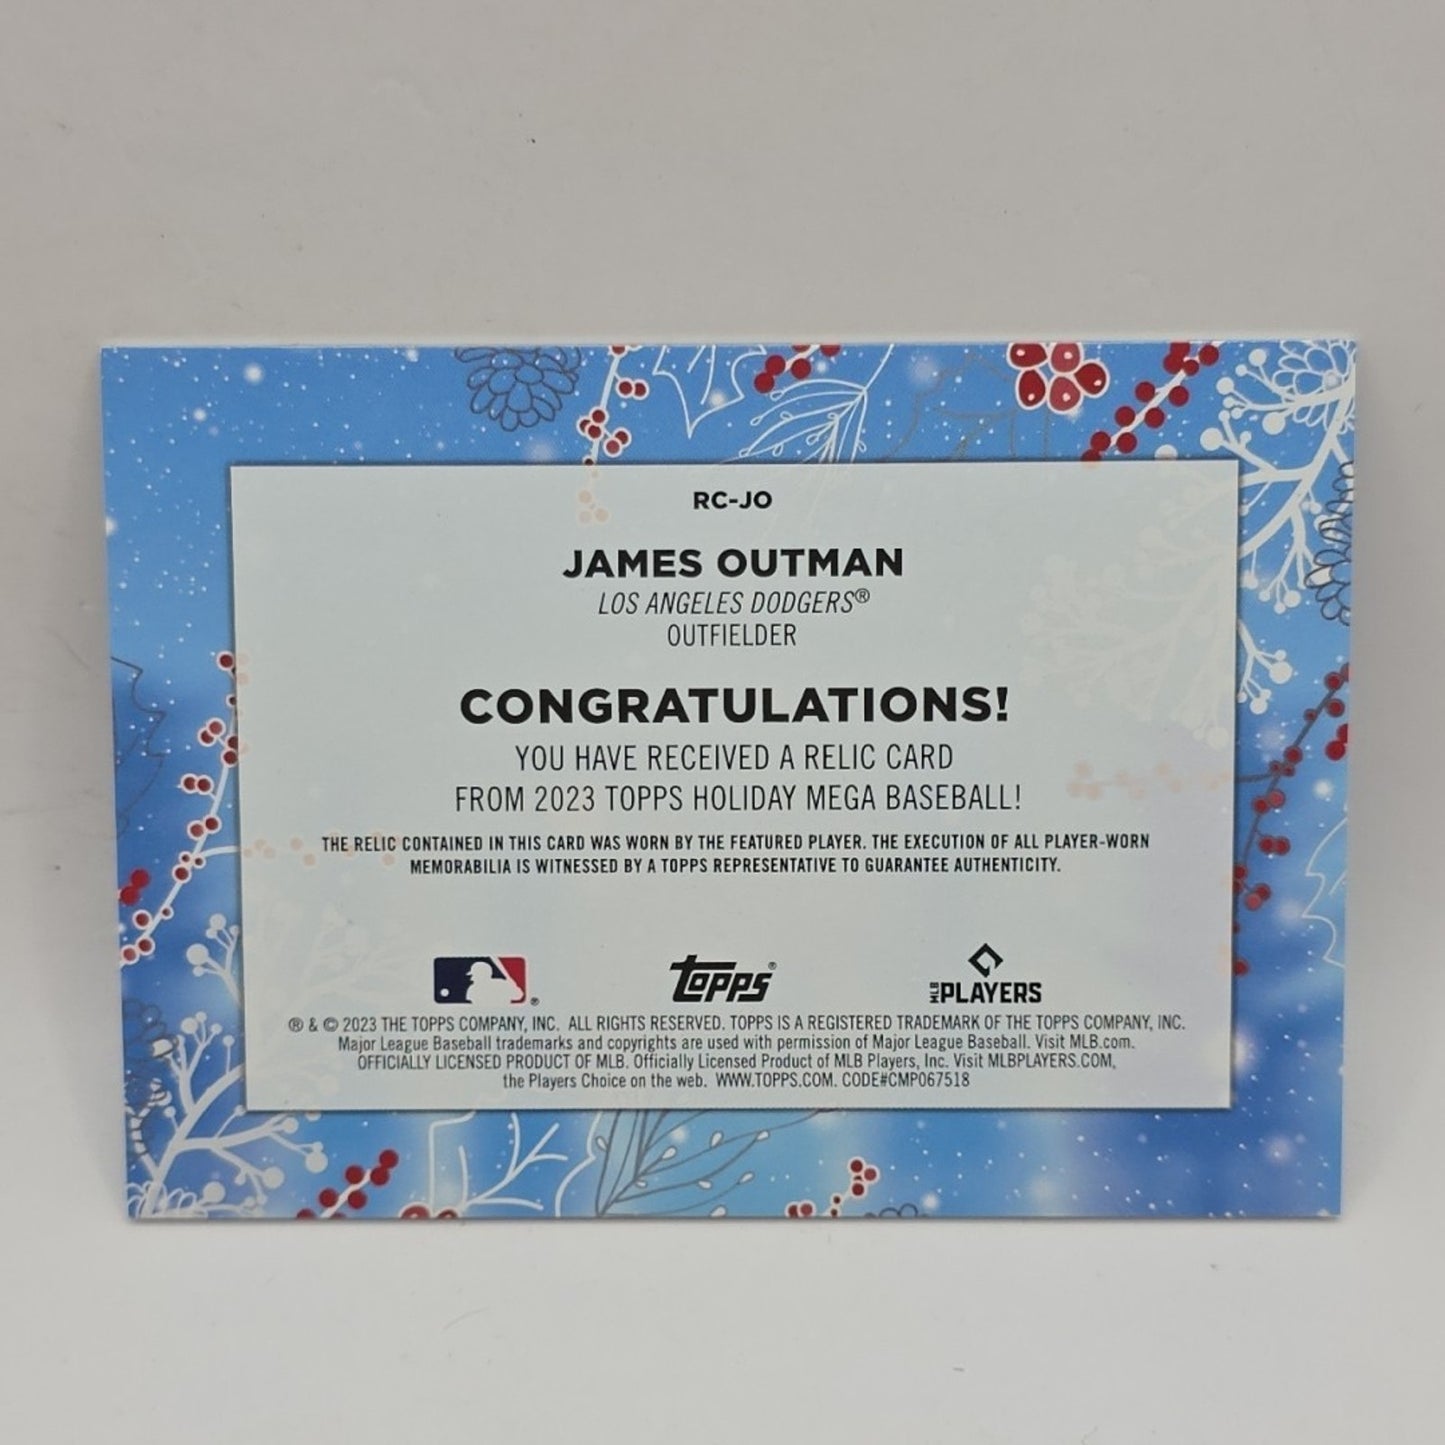 RC-JO
JAMES OUTMAN
LOS ANGELES DODGERS®
OUTFIELDER
CONGRATULATIONS!
YOU HAVE RECEIVED A RELIC CARD
FROM 2023 TOPPS HOLIDAY MEGA BASEBALL!
THE RELIC CONTAINED IN THIS CARD WAS WORN BY THE FEATURED PLAYER. THE EXECUTION OF ALL PLAYER-WORN
MEMORABILIA IS WITNESSED BY A TOPPS REPRESENTATIVE TO GUARANTEE AUTHENTICITY.
® Topps® MLB PLAYERS
® & © 2023 THE TOPPS COMPANY, INC. ALL RIGHTS RESERVED. TOPPS IS A REGISTERED TRADEMARK OF THE TOPPS COMPANY, INC.
Major League Baseball trademarks and copyrights are used with permission of Major League Baseball. Visit MLB.com.
OFFICIALLY LICENSED PRODUCT OF MLB. Officially Licensed Product of MLB Players, Inc. Visit MLBPLAYERS.COM,
the Players Choice on the web. WWW.TOPPS.COM. CODE#CMP067518